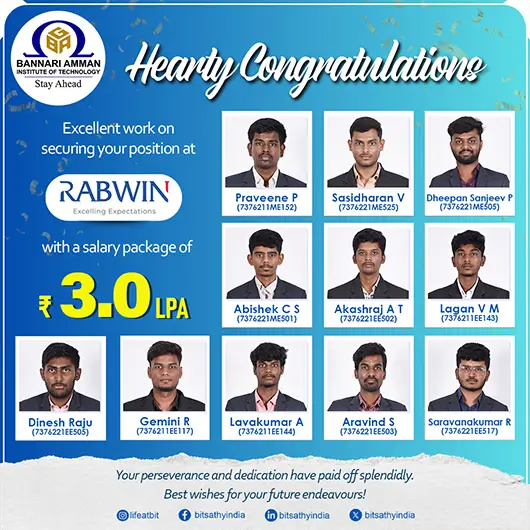 BANNARI AMMAN
INSTITUTE OF TECHNOLOGY
Stay Ahead
Hearty Congratulations
Excellent work on
securing your position at
RABWIN
Excelling Expectations
with a salary package of
₹ 3.0 LPA
Praveene P
(7376211ME152)
Sasidharan V
(7376221ME525)
Dheepan Sanjeev P
(7376221ME505)
Abishek C S
(7376221ME501)
Akashraj A T
(7376221EE502)
Lagan V M
(7376211EE143)
Dinesh Raju
(7376221EE505)
Gemini R
(7376211EE117)
Lavakumar A
(7376211EE144)
Aravind S
(7376221EE503)
Saravanakumar R
(7376221EE517)
Your perseverance and dedication have paid off splendidly.
Best wishes for your future endeavours!
lifeatbit bitsathyindia bitsathyindia bitsathyindia